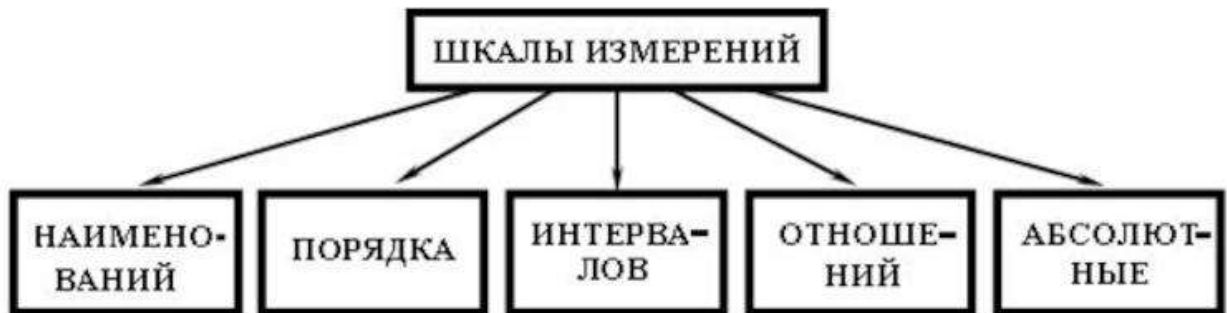 ШКАЛЫ ИЗМЕРЕНИЙ
НАИМЕНО-
ВАНИЙ
ПОРЯДКА
ИНТЕРВА-
ЛОВ
ОТНОШЕ-
НИЙ
АБСОЛЮТ-
НЫЕ